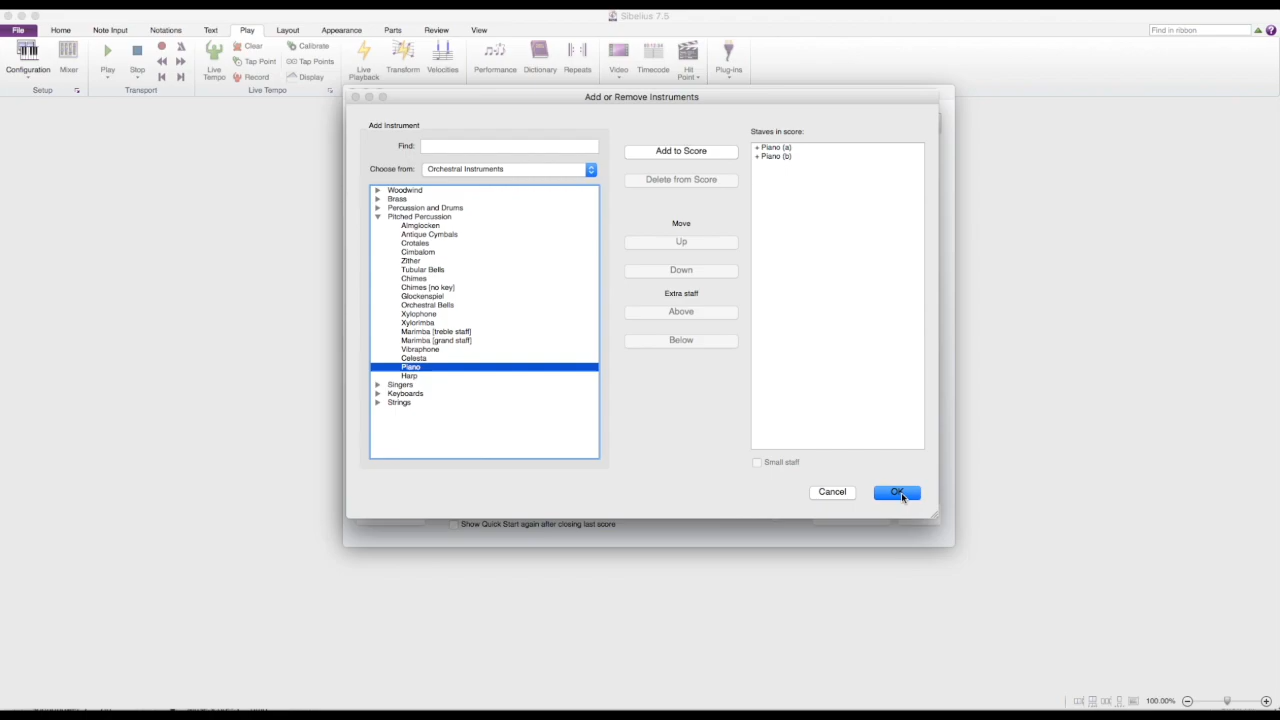 Sibelius 7.5
File Home Note Input Notations Text Play Layout Appearance Parts Review View Find in ribbon
Configuration Mixer Play Stop Live Tempo Clear Tap Point Record Calibrate Tap Points Display Live Playback Transform Velocities Performance Dictionary Repeats Video Timecode Hit Point Plug-ins
Setup Transport Live Tempo
Add or Remove Instruments
Add Instrument
Find:
Choose from: Orchestral Instruments
Woodwind
Brass
Percussion and Drums
Pitched Percussion
Almglocken
Antique Cymbals
Crotales
Cimbalom
Zither
Tubular Bells
Chimes
Chimes [no key]
Glockenspiel
Orchestral Bells
Xylophone
Xylorimba
Marimba [treble staff]
Marimba [grand staff]
Vibraphone
Celesta
Piano
Harp
Singers
Keyboards
Strings
Add to Score
Delete from Score
Move
Up
Down
Extra staff
Above
Below
Staves in score:
+ Piano (a)
+ Piano (b)
Small staff
Cancel OK
Show Quick Start again after closing last score
100.00%